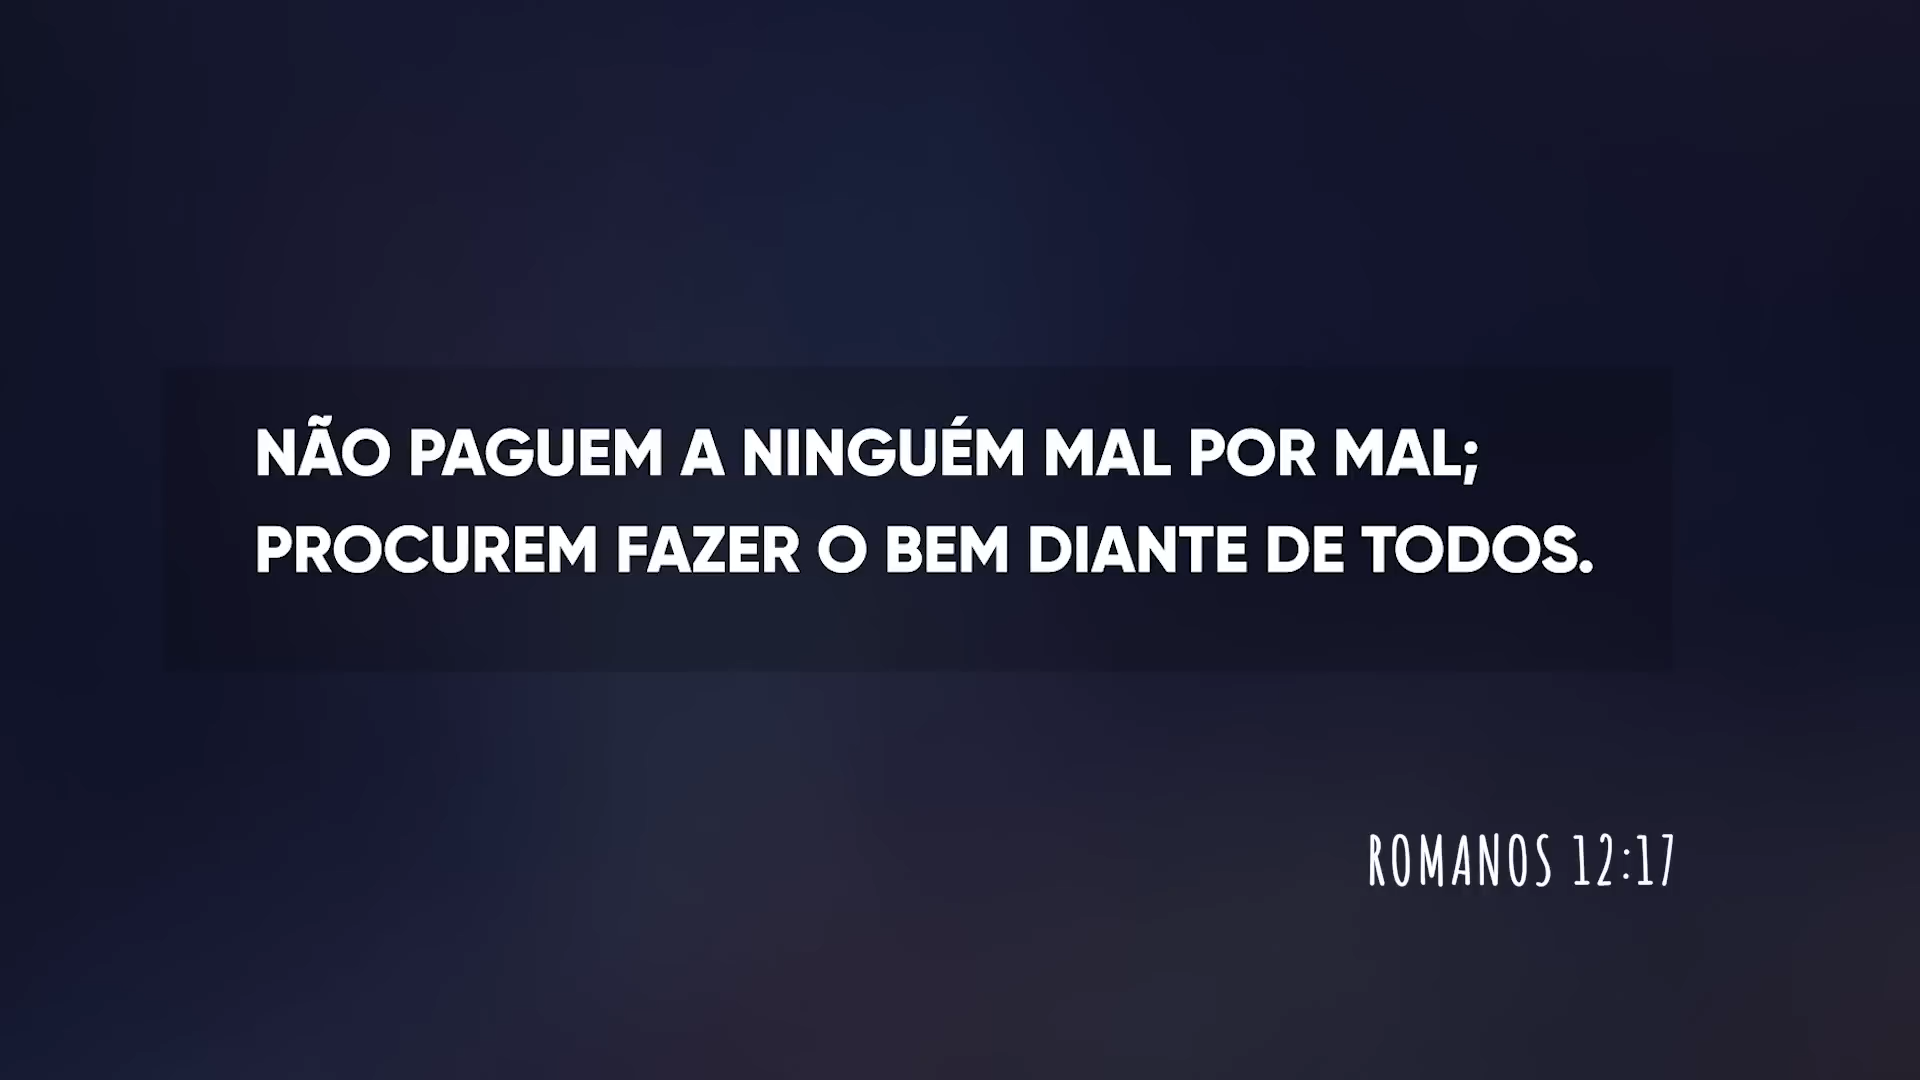 NÃO PAGUEM A NINGUÉM MAL POR MAL;
PROCUREM FAZER O BEM DIANTE DE TODOS.
ROMANOS 12:17